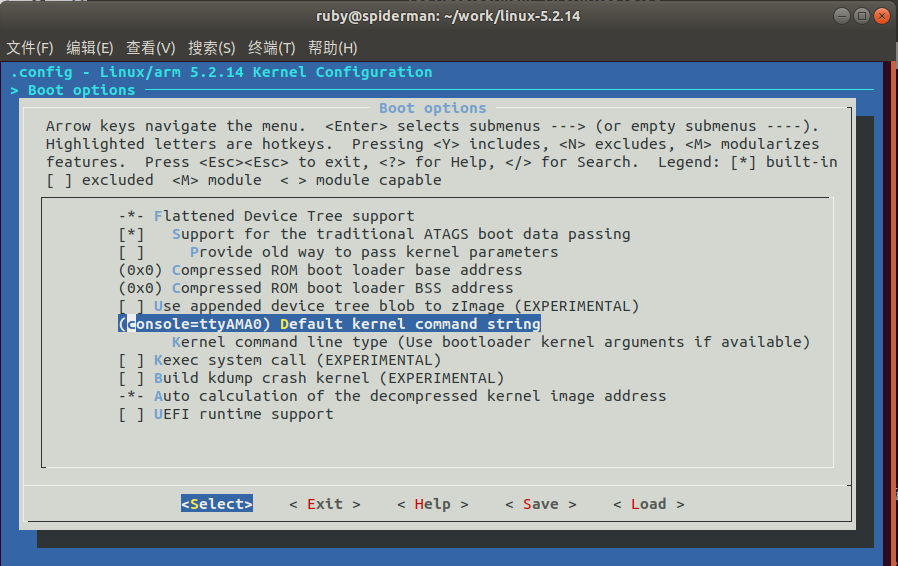 ruby@spiderman: ~/work/linux-5.2.14
文件(F) 编辑(E) 查看(V) 搜索(S) 终端(T) 帮助(H)
.config - Linux/arm 5.2.14 Kernel Configuration
> Boot options
Boot options
Arrow keys navigate the menu.  <Enter> selects submenus ---> (or empty submenus ----).
Highlighted letters are hotkeys.  Pressing <Y> includes, <N> excludes, <M> modularizes
features.  Press <Esc><Esc> to exit, <?> for Help, </> for Search.  Legend: [*] built-in
[ ] excluded  <M> module  < > module capable
-*- Flattened Device Tree support
[*]   Support for the traditional ATAGS boot data passing
[ ]     Provide old way to pass kernel parameters
(0x0) Compressed ROM boot loader base address
(0x0) Compressed ROM boot loader BSS address
[ ] Use appended device tree blob to zImage (EXPERIMENTAL)
(console=ttyAMA0) Default kernel command string
Kernel command line type (Use bootloader kernel arguments if available)
[ ] Kexec system call (EXPERIMENTAL)
[ ] Build kdump crash kernel (EXPERIMENTAL)
-*- Auto calculation of the decompressed kernel image address
[ ] UEFI runtime support
<Select>    < Exit >    < Help >    < Save >    < Load >